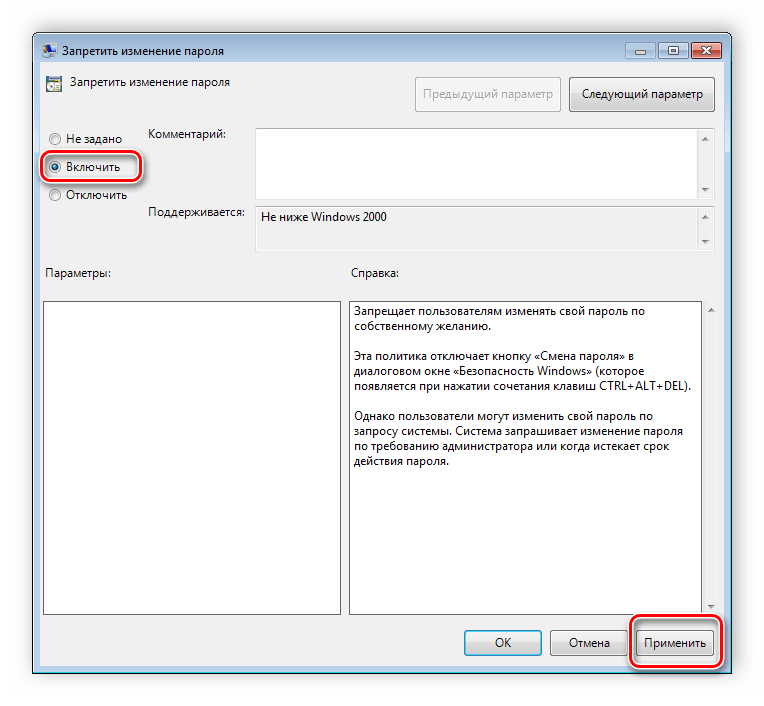 Запретить изменение пароля
Запретить изменение пароля
Предыдущий параметр
Следующий параметр
Не задано
Включить
Отключить
Комментарий:
Поддерживается:
Не ниже Windows 2000
Параметры:
Справка:
Запрещает пользователям изменять свой пароль по
собственному желанию.
Эта политика отключает кнопку «Смена пароля» в
диалоговом окне «Безопасность Windows» (которое
появляется при нажатии сочетания клавиш CTRL+ALT+DEL).
Однако пользователи могут изменить свой пароль по
запросу системы. Система запрашивает изменение пароля
по требованию администратора или когда истекает срок
действия пароля.
ОК
Отмена
Применить